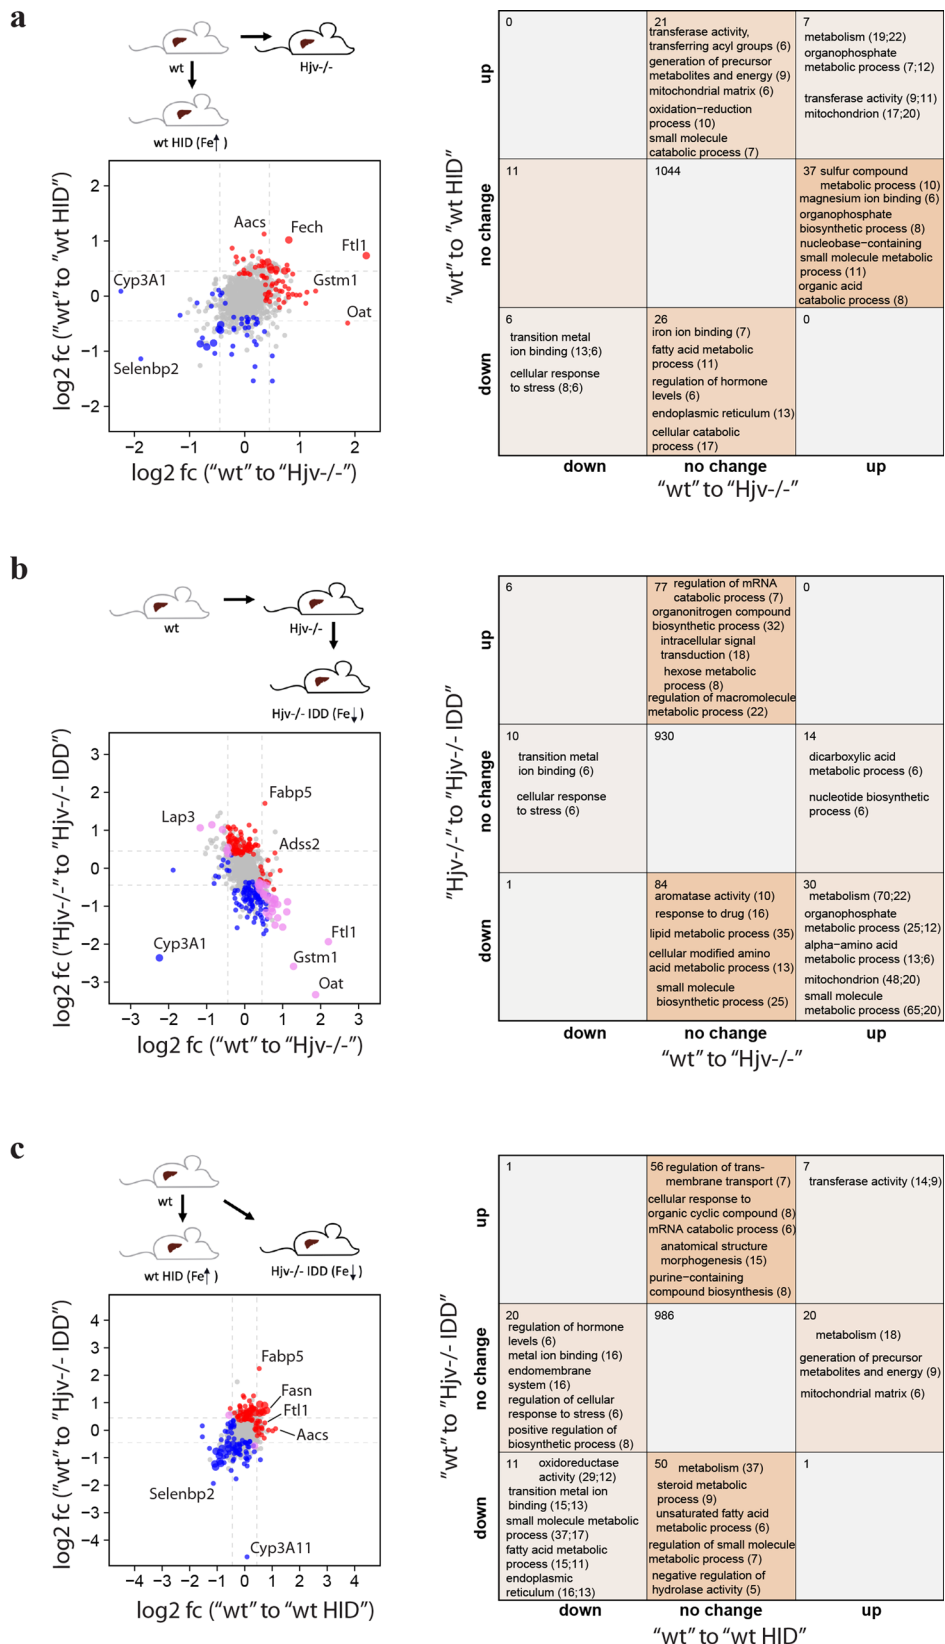 a
wt
Hjv-/-
wt HID (Fe↑)
log2 fc ("wt" to "wt HID")
2
1
0
−1
−2
Aacs
Fech
Ftl1
Cyp3A1
Gstm1
Oat
Selenbp2
−2
−1
0
1
2
log2 fc ("wt" to "Hjv-/-")
"wt" to "wt HID"
up
no change
down
0
21
transferase activity,
transferring acyl groups (6)
generation of precursor
metabolites and energy (9)
mitochondrial matrix (6)
oxidation−reduction
process (10)
small molecule
catabolic process (7)
7
metabolism (19;22)
organophosphate
metabolic process (7;12)
transferase activity (9;11)
mitochondrion (17;20)
11
1044
37 sulfur compound
metabolic process (10)
magnesium ion binding (6)
organophosphate
biosynthetic process (8)
nucleobase−containing
small molecule metabolic
process (11)
organic acid
catabolic process (8)
6
transition metal
ion binding (13;6)
cellular response
to stress (8;6)
26
iron ion binding (7)
fatty acid metabolic
process (11)
regulation of hormone
levels (6)
endoplasmic reticulum (13)
cellular catabolic
process (17)
0
down
no change
up
"wt" to "Hjv-/-"
b
wt
Hjv-/-
Hjv-/- IDD (Fe↓)
log2 fc ("Hjv-/-" to "Hjv-/- IDD")
3
2
1
0
−1
−2
−3
Fabp5
Lap3
Adss2
Ftl1
Cyp3A1
Gstm1
Oat
−3
−2
−1
0
1
2
3
log2 fc ("wt" to "Hjv-/-")
"Hjv-/-" to "Hjv-/- IDD"
up
no change
down
6
77 regulation of mRNA
catabolic process (7)
organonitrogen compound
biosynthetic process (32)
intracellular signal
transduction (18)
hexose metabolic
process (8)
regulation of macromolecule
metabolic process (22)
0
10
transition metal
ion binding (6)
cellular response
to stress (6)
930
14
dicarboxylic acid
metabolic process (6)
nucleotide biosynthetic
process (6)
1
84
aromatase activity (10)
response to drug (16)
lipid metabolic process (35)
cellular modified amino
acid metabolic process (13)
small molecule
biosynthetic process (25)
30
metabolism (70;22)
organophosphate
metabolic process (25;12)
alpha−amino acid
metabolic process (13;6)
mitochondrion (48;20)
small molecule
metabolic process (65;20)
down
no change
up
"wt" to "Hjv-/-"
c
wt
wt HID (Fe↑)
Hjv-/- IDD (Fe↓)
log2 fc ("wt" to "Hjv-/- IDD")
4
3
2
1
0
−1
−2
−3
−4
Fabp5
Fasn
Ftl1
Aacs
Selenbp2
Cyp3A11
−4
−3
−2
−1
0
1
2
3
4
log2 fc ("wt" to "wt HID")
"wt" to "Hjv-/- IDD"
up
no change
down
1
56 regulation of trans-
membrane transport (7)
cellular response to
organic cyclic compound (8)
mRNA catabolic process (6)
anatomical structure
morphogenesis (15)
purine−containing
compound biosynthesis (8)
7
transferase activity (14;9)
20
regulation of hormone
levels (6)
metal ion binding (16)
endomembrane
system (16)
regulation of cellular
response to stress (6)
positive regulation of
biosynthetic process (8)
986
20
metabolism (18)
generation of precursor
metabolites and energy (9)
mitochondrial matrix (6)
11 oxidoreductase
activity (29;12)
transition metal ion
binding (15;13)
small molecule metabolic
process (37;17)
fatty acid metabolic
process (15;11)
endoplasmic
reticulum (16;13)
50 metabolism (37)
steroid metabolic
process (9)
unsaturated fatty acid
metabolic process (6)
regulation of small molecule
metabolic process (7)
negative regulation of
hydrolase activity (5)
1
down
no change
up
"wt" to "wt HID"